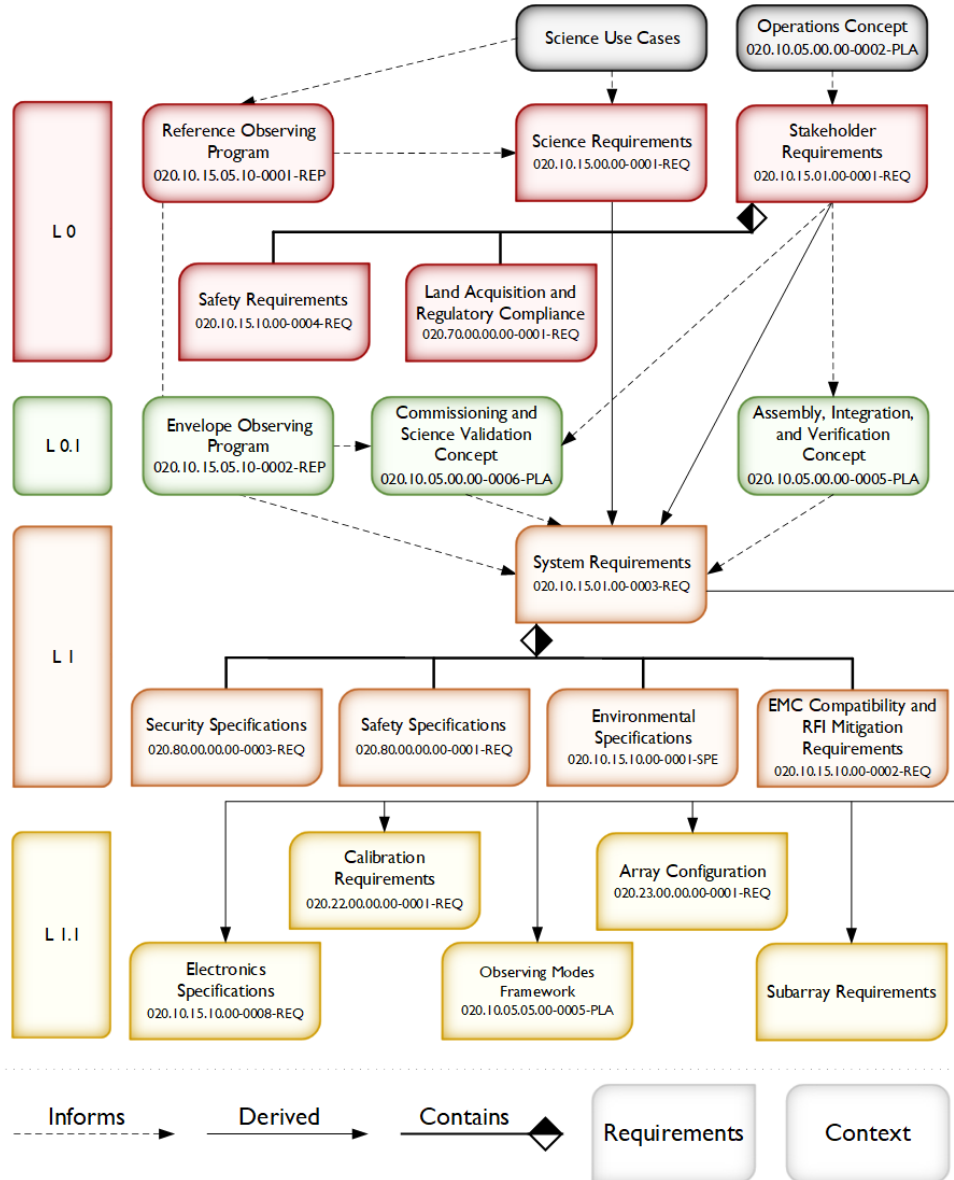 Science Use Cases
Operations Concept
020.10.05.00.00-0002-PLA
L 0
Reference Observing
Program
020.10.15.05.10-0001-REP
Science Requirements
020.10.15.00.00-0001-REQ
Stakeholder
Requirements
020.10.15.01.00-0001-REQ
Safety Requirements
020.10.15.10.00-0004-REQ
Land Acquisition and
Regulatory Compliance
020.70.00.00.00-0001-REQ
L 0.1
Envelope Observing
Program
020.10.15.05.10-0002-REP
Commissioning and
Science Validation
Concept
020.10.05.00.00-0006-PLA
Assembly, Integration,
and Verification
Concept
020.10.05.00.00-0005-PLA
L 1
System Requirements
020.10.15.01.00-0003-REQ
Security Specifications
020.80.00.00.00-0003-REQ
Safety Specifications
020.80.00.00.00-0001-REQ
Environmental
Specifications
020.10.15.10.00-0001-SPE
EMC Compatibility and
RFI Mitigation
Requirements
020.10.15.10.00-0002-REQ
L 1.1
Calibration
Requirements
020.22.00.00.00-0001-REQ
Array Configuration
020.23.00.00.00-0001-REQ
Electronics
Specifications
020.10.15.10.00-0008-REQ
Observing Modes
Framework
020.10.05.05.00-0005-PLA
Subarray Requirements
Informs
Derived
Contains
Requirements
Context